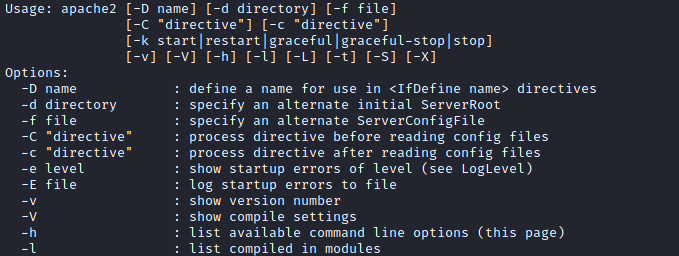 Usage: apache2 [-D name] [-d directory] [-f file]
[-C "directive"] [-c "directive"]
[-k start|restart|graceful|graceful-stop|stop]
[-v] [-V] [-h] [-l] [-L] [-t] [-S] [-X]
Options:
-D name : define a name for use in <IfDefine name> directives
-d directory : specify an alternate initial ServerRoot
-f file : specify an alternate ServerConfigFile
-C "directive" : process directive before reading config files
-c "directive" : process directive after reading config files
-e level : show startup errors of level (see LogLevel)
-E file : log startup errors to file
-v : show version number
-V : show compile settings
-h : list available command line options (this page)
-l : list compiled in modules